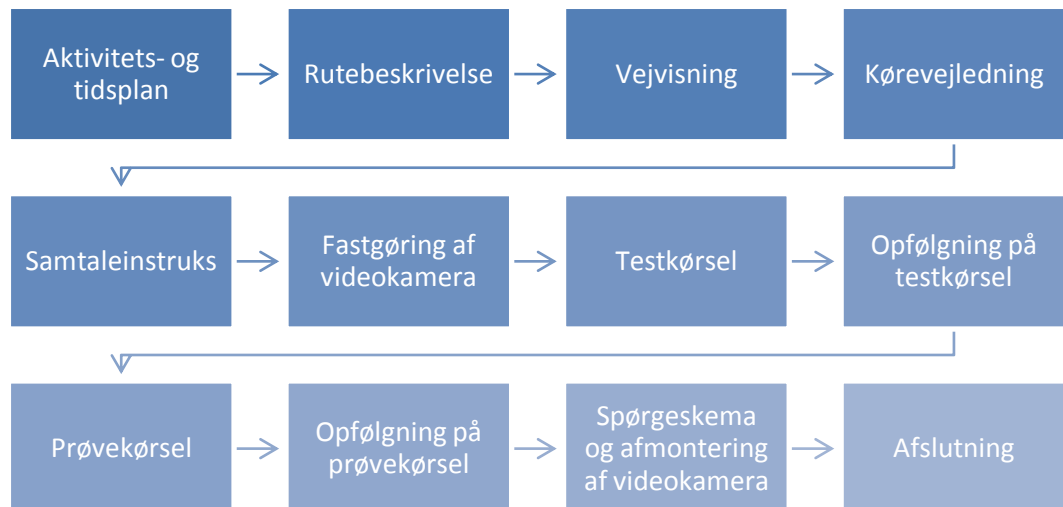 Aktivitets- og
tidsplan
Rutebeskrivelse
Vejvisning
Kørevejledning
Samtaleinstruks
Fastgøring af
videokamera
Testkørsel
Opfølgning på
testkørsel
Prøvekørsel
Opfølgning på
prøvekørsel
Spørgeskema
og afmontering
af videokamera
Afslutning